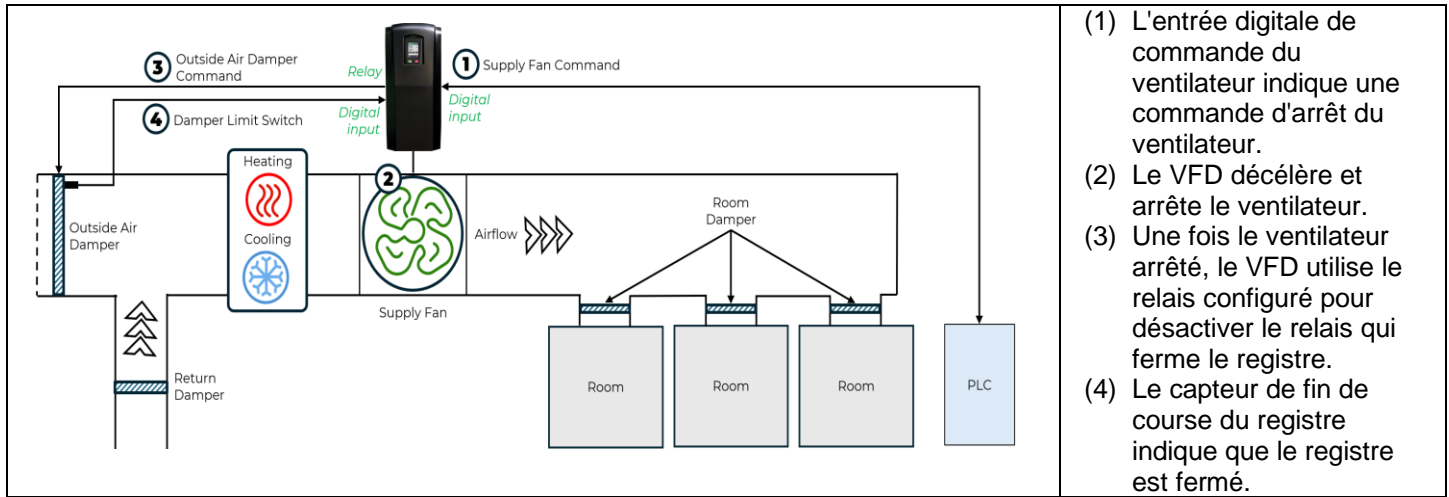 3 Outside Air Damper
Command
Relay
1 Supply Fan Command
4 Damper Limit Switch
Digital
input
Digital
input
Heating
Cooling
2
Outside Air
Damper
Airflow
Room
Damper
Supply Fan
Return
Damper
Room
Room
Room
PLC
(1) L'entrée digitale de
commande du
ventilateur indique une
commande d'arrêt du
ventilateur.
(2) Le VFD décélère et
arrête le ventilateur.
(3) Une fois le ventilateur
arrêté, le VFD utilise le
relais configuré pour
désactiver le relais qui
ferme le registre.
(4) Le capteur de fin de
course du registre
indique que le registre
est fermé.